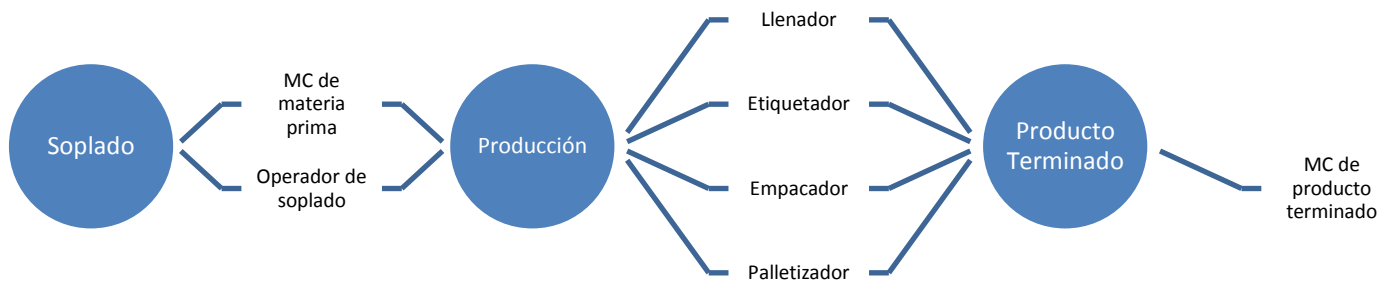 Soplado
MC de
materia
prima
Operador de
soplado
Producción
Llenador
Etiquetador
Empacador
Palletizador
Producto
Terminado
MC de
producto
terminado